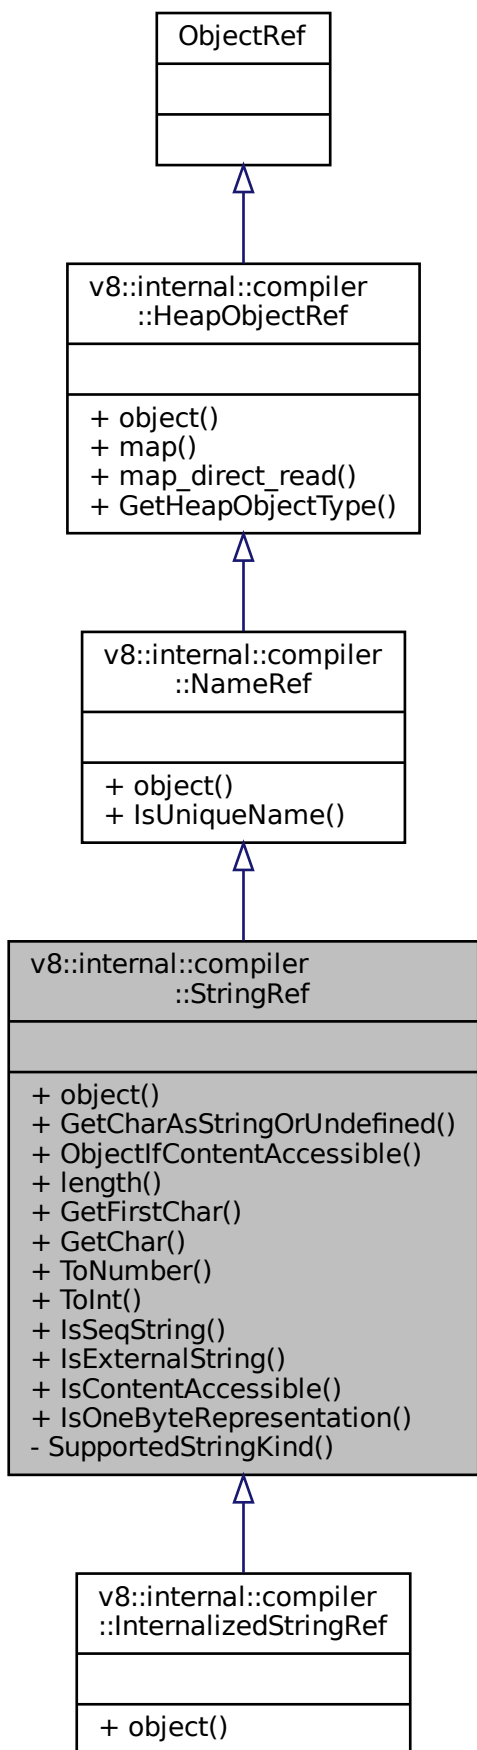 ObjectRef
v8::internal::compiler
::HeapObjectRef
+ object()
+ map()
+ map_direct_read()
+ GetHeapObjectType()
v8::internal::compiler
::NameRef
+ object()
+ IsUniqueName()
v8::internal::compiler
::StringRef
+ object()
+ GetCharAsStringOrUndefined()
+ ObjectIfContentAccessible()
+ length()
+ GetFirstChar()
+ GetChar()
+ ToNumber()
+ ToInt()
+ IsSeqString()
+ IsExternalString()
+ IsContentAccessible()
+ IsOneByteRepresentation()
- SupportedStringKind()
v8::internal::compiler
::InternalizedStringRef
+ object()